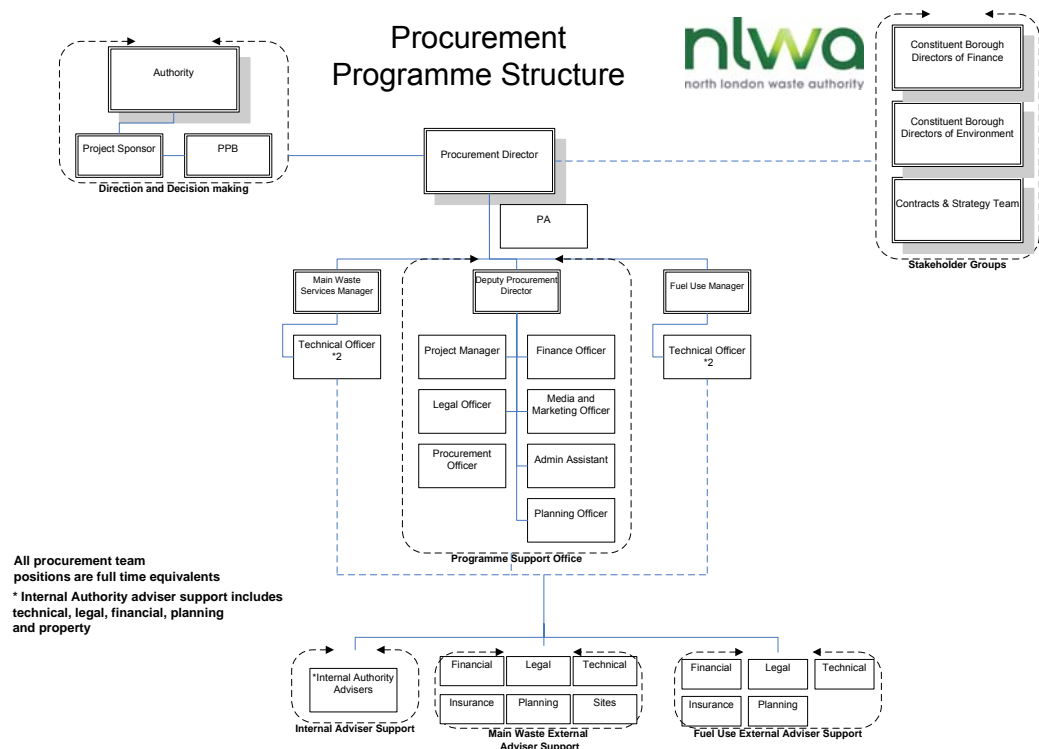 Procurement
Programme Structure
nlwa
north london waste authority
Authority
Project Sponsor
PPB
Direction and Decision making
Procurement Director
PA
Constituent Borough
Directors of Finance
Constituent Borough
Directors of Environment
Contracts & Strategy Team
Stakeholder Groups
Main Waste
Services Manager
Deputy Procurement
Director
Fuel Use Manager
Technical Officer
*2
Project Manager
Finance Officer
Technical Officer
*2
Legal Officer
Media and
Marketing Officer
Procurement
Officer
Admin Assistant
Planning Officer
Programme Support Office
All procurement team
positions are full time equivalents
* Internal Authority adviser support includes
technical, legal, financial, planning
and property
*Internal Authority
Advisers
Internal Adviser Support
Financial
Legal
Technical
Insurance
Planning
Sites
Main Waste External
Adviser Support
Financial
Legal
Technical
Insurance
Planning
Fuel Use External Adviser Support